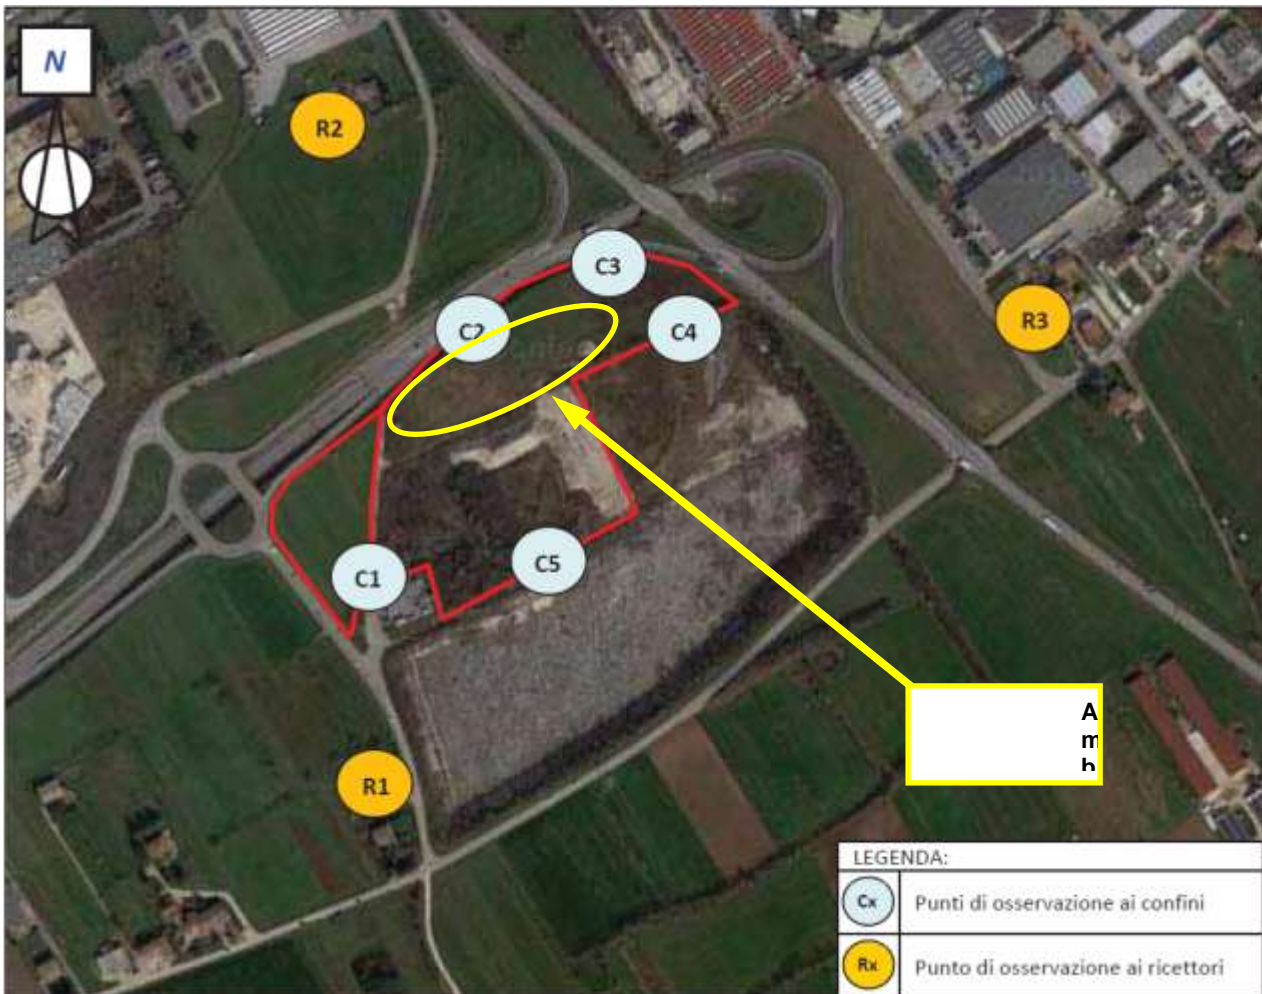 N
R2
C3
C2
C4
R3
C1
C5
R1
A
m
b
LEGENDA:
Cx
Punti di osservazione ai confini
Rx
Punto di osservazione ai ricettori